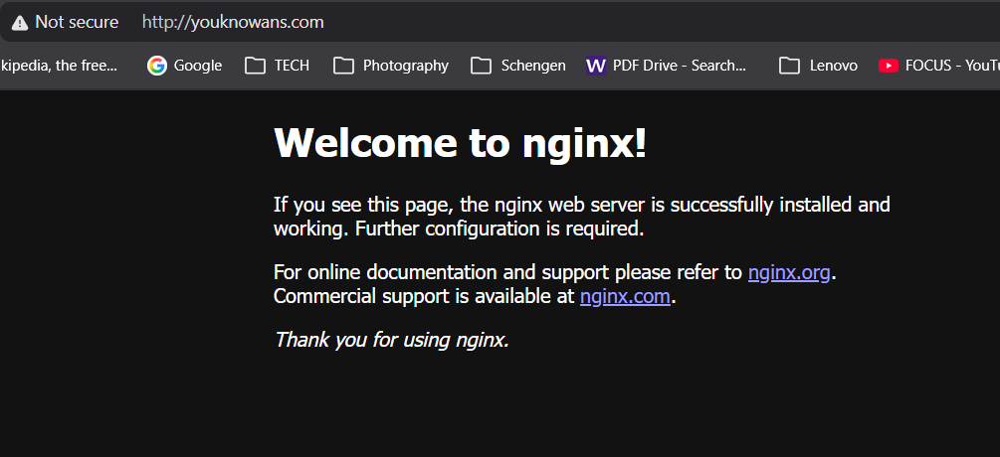 Not secure http://youknowans.com
kipedia, the free... Google TECH Photography Schengen PDF Drive - Search... Lenovo FOCUS - YouTu
Welcome to nginx!
If you see this page, the nginx web server is successfully installed and
working. Further configuration is required.
For online documentation and support please refer to nginx.org.
Commercial support is available at nginx.com.
Thank you for using nginx.